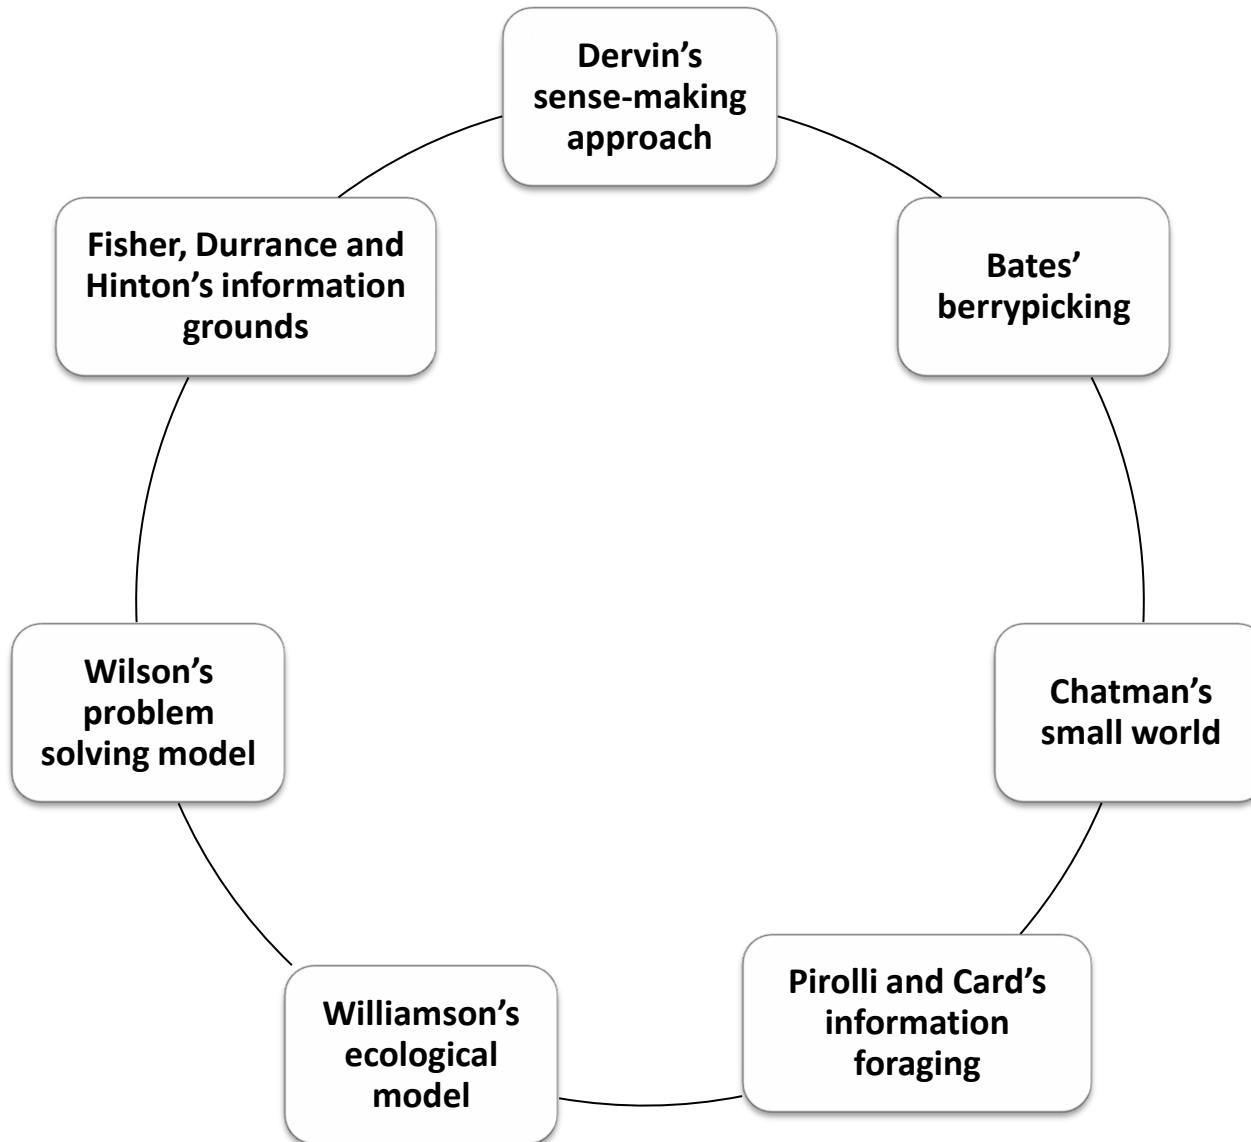 Dervin’s
sense-making
approach
Bates’
berrypicking
Chatman’s
small world
Pirolli and Card’s
information
foraging
Williamson’s
ecological
model
Wilson’s
problem
solving model
Fisher, Durrance and
Hinton’s information
grounds